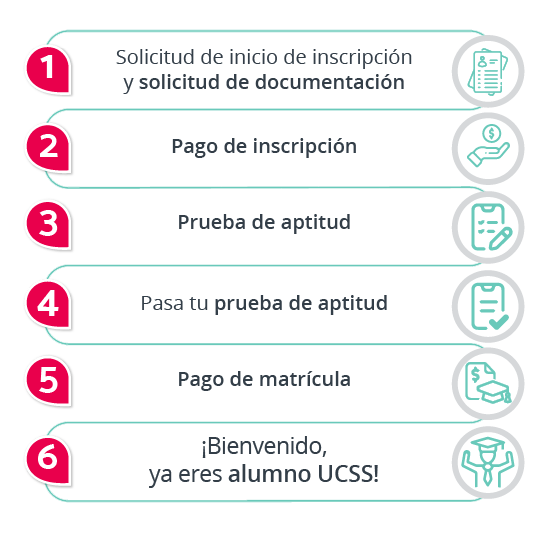 1
Solicitud de inicio de inscripción
y solicitud de documentación
2
Pago de inscripción
3
Prueba de aptitud
4
Pasa tu prueba de aptitud
5
Pago de matrícula
6
¡Bienvenido,
ya eres alumno UCSS!